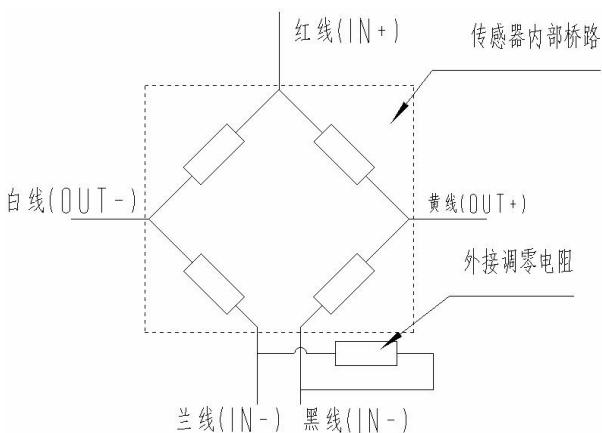 红线(IN+)
传感器内部桥路
白线(OUT-)
黄线(OUT+)
外接调零电阻
兰线(IN-)
黑线(IN-)